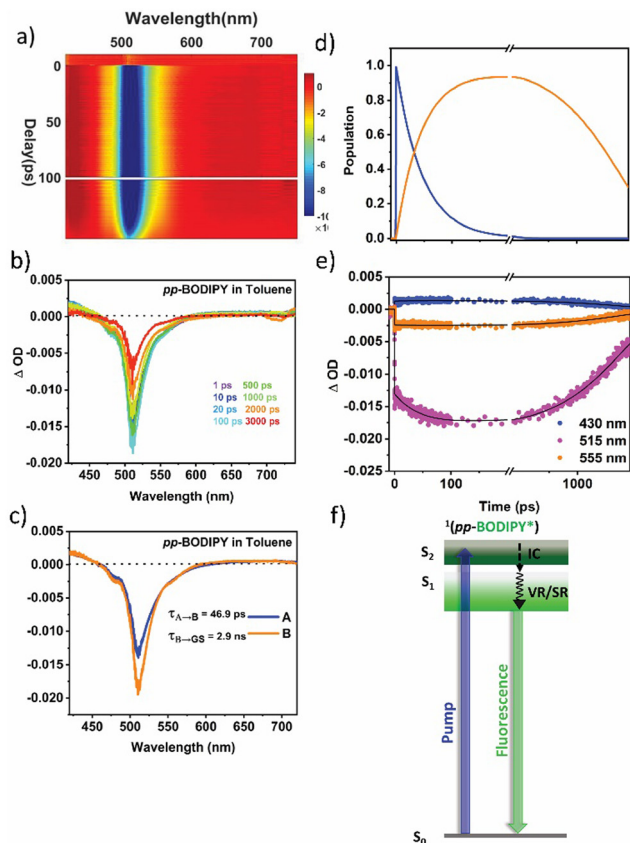 a)
Wavelength(nm)
500 600 700
0
50
100
Delay(ps)
0
-2
-4
-6
-8
-10
b)
pp-BODIPY in Toluene
0.005
0.000
-0.005
-0.010
-0.015
-0.020
Δ OD
1 ps 500 ps
10 ps 1000 ps
20 ps 2000 ps
100 ps 3000 ps
450 500 550 600 650 700
Wavelength (nm)
c)
pp-BODIPY in Toluene
0.005
0.000
-0.005
-0.010
-0.015
-0.020
Δ OD
τA→B = 46.9 ps A
τB→GS = 2.9 ns B
450 500 550 600 650 700
Wavelength (nm)
d)
1.0
0.8
0.6
0.4
0.2
0.0
Population
e)
0.005
0.000
-0.005
-0.010
-0.015
-0.020
-0.025
Δ OD
430 nm
515 nm
555 nm
0 100 1000
Time (ps)
f)
¹(pp-BODIPY*)
S₂
IC
S₁
VR/SR
Pump
Fluorescence
S₀